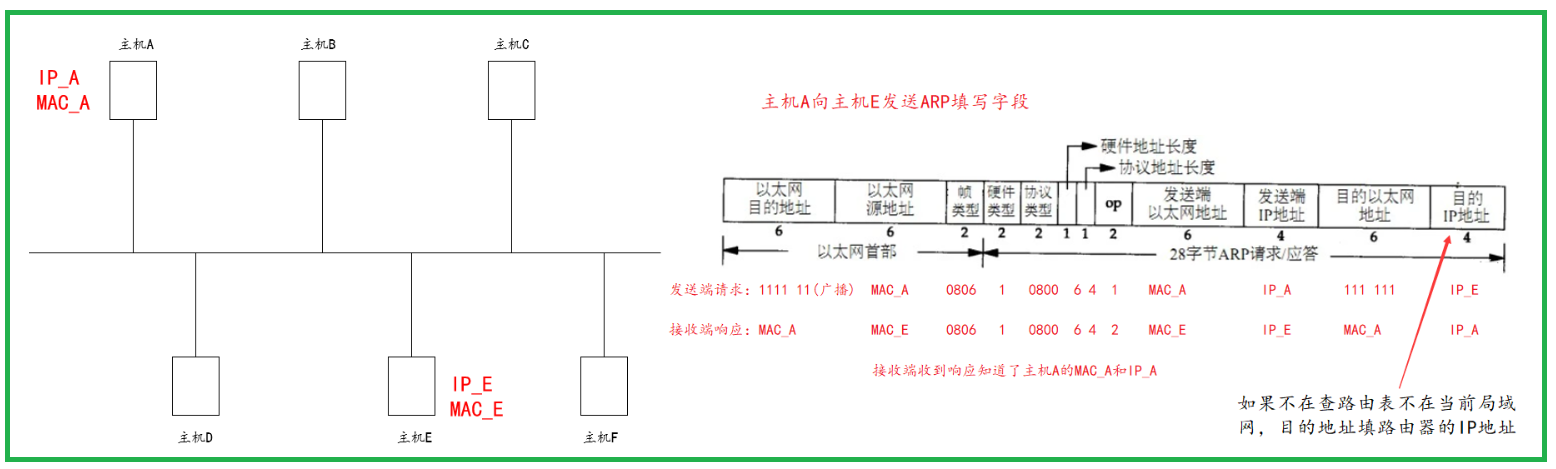 主机A
主机B
主机C
IP_A
MAC_A
主机D
主机E
主机F
IP_E
MAC_E
主机A向主机E发送ARP填写字段
硬件地址长度
协议地址长度
以太网
目的地址
以太网
源地址
帧
类型
硬件
类型
协议
类型
op
发送端
以太网地址
发送端
IP地址
目的以太网
地址
目的
IP地址
6 6 2 2 2 1 1 2 6 4 6 4
以太网首部
28字节ARP请求/应答
发送端请求: 1111 11(广播) MAC_A 0806 1 0800 6 4 1 MAC_A IP_A 111 111 IP_E
接收端响应: MAC_A MAC_E 0806 1 0800 6 4 2 MAC_E IP_E MAC_A IP_A
接收端收到响应知道了主机A的MAC_A和IP_A
如果不在查路由表不在当前局域
网，目的地址填路由器的IP地址